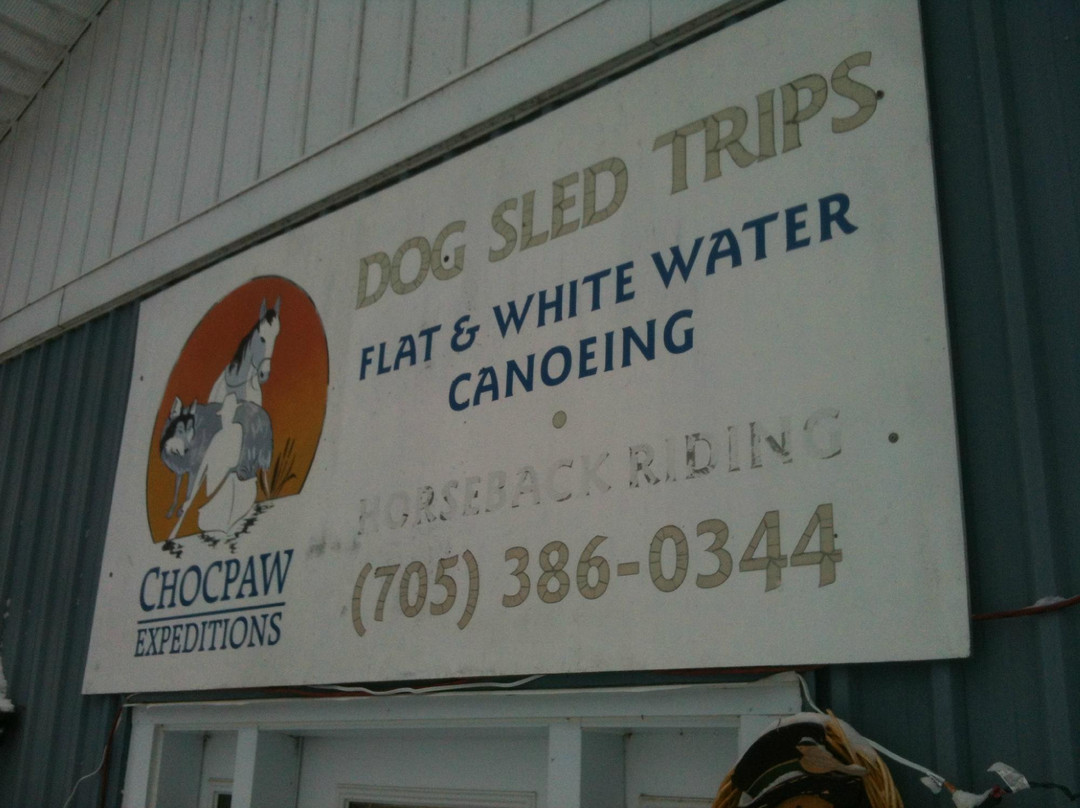 DOG SLED TRIPS
FLAT & WHITE WATER
CANOEING
HORSEBACK RIDING
(705) 386-0344
CHOCPAW
EXPEDITIONS